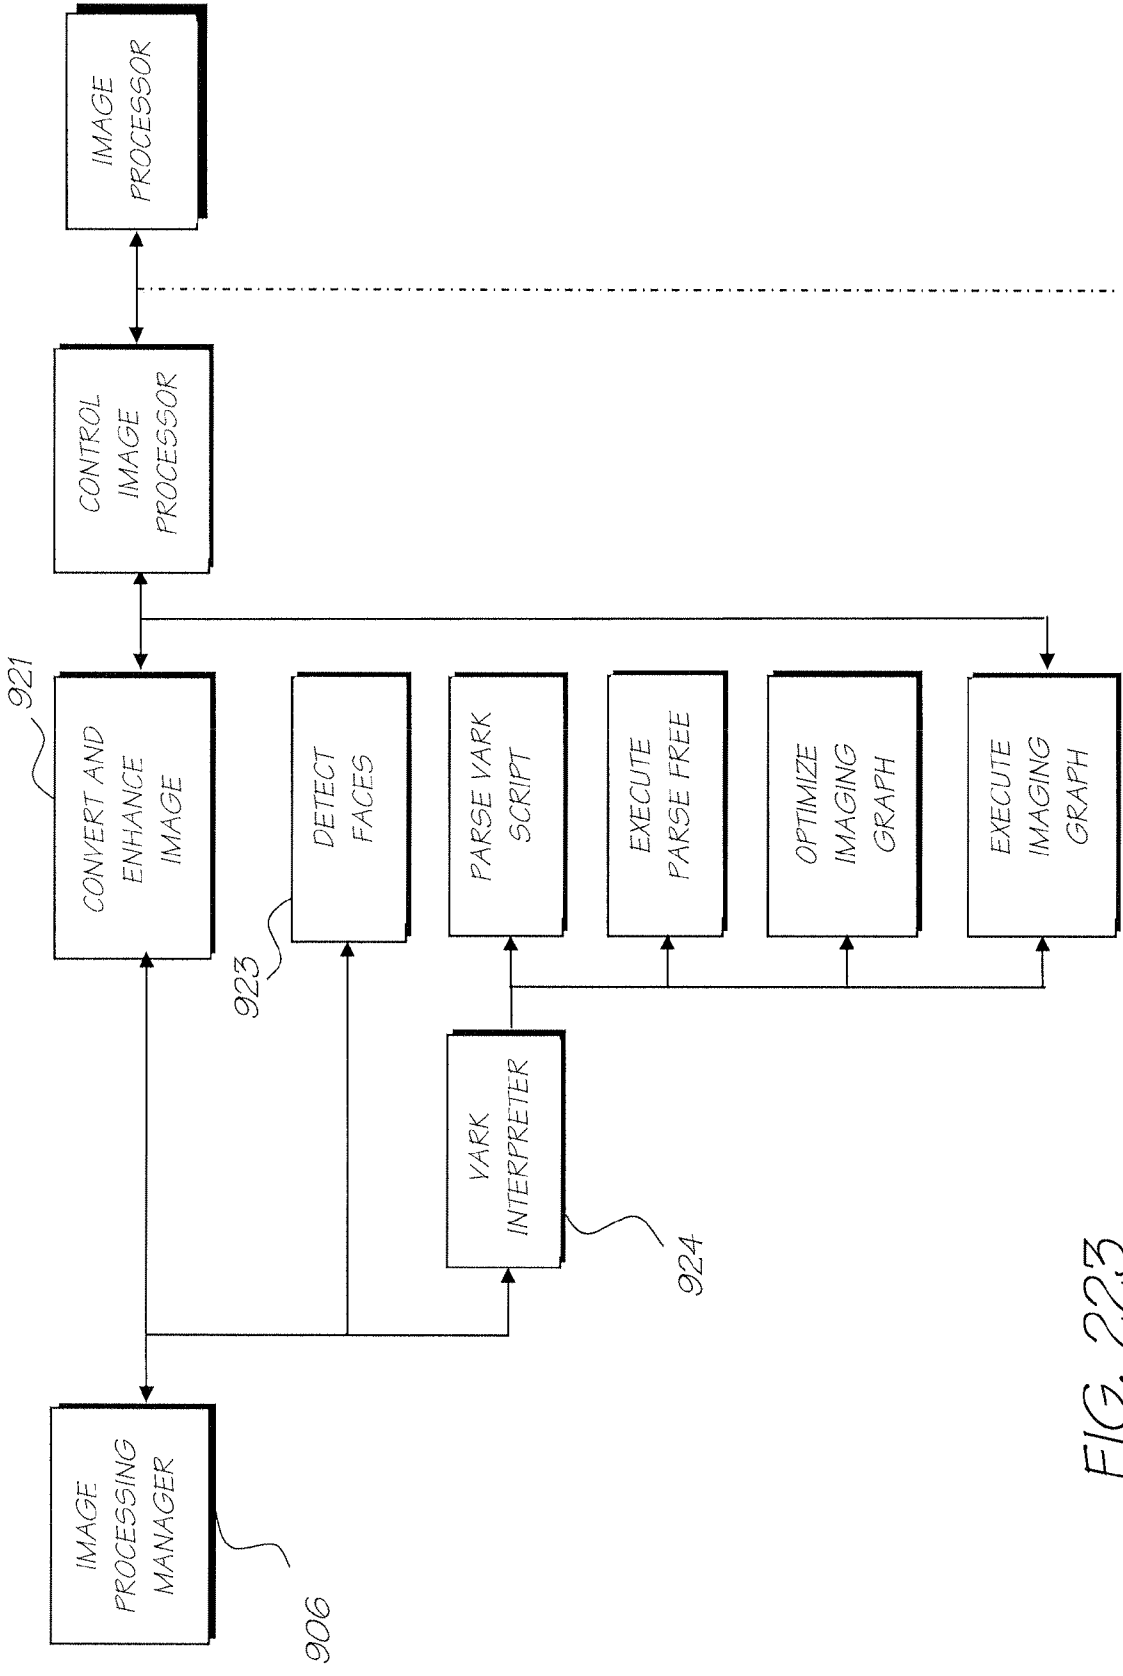 IMAGE
PROCESSING
MANAGER
906
CONVERT AND
ENHANCE
IMAGE
921
CONTROL
IMAGE
PROCESSOR
IMAGE
PROCESSOR
DETECT
FACES
923
VARK
INTERPRETER
924
PARSE VARK
SCRIPT
EXECUTE
PARSE FREE
OPTIMIZE
IMAGING
GRAPH
EXECUTE
IMAGING
GRAPH
FIG. 223